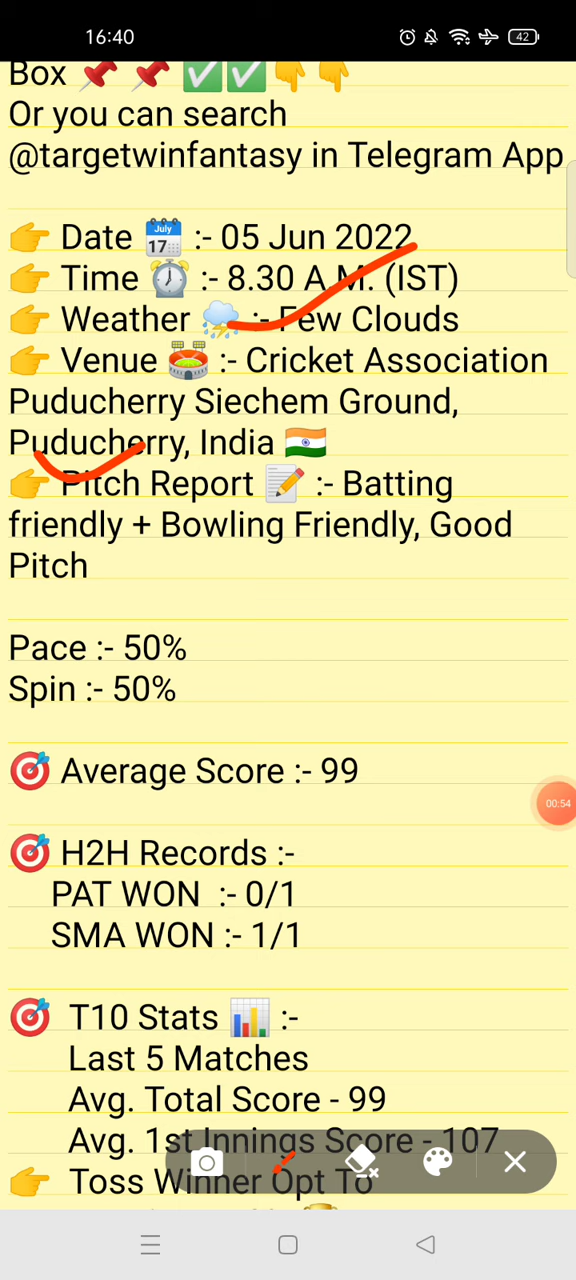 16:40
42
Box 📌 📌 ✅✅👇👇
Or you can search
@targetwinfantasy in Telegram App
👉 Date 📅 :- 05 Jun 2022
👉 Time ⏰ :- 8.30 A.M. (IST)
👉 Weather ⛈️ :- Few Clouds
👉 Venue 🏟️ :- Cricket Association
Puducherry Siechem Ground,
Puducherry, India 🇮🇳
👉 Pitch Report 📝 :- Batting
friendly + Bowling Friendly, Good
Pitch
Pace :- 50%
Spin :- 50%
🎯 Average Score :- 99
00:54
🎯 H2H Records :-
PAT WON :- 0/1
SMA WON :- 1/1
🎯 T10 Stats 📊 :-
Last 5 Matches
Avg. Total Score - 99
Avg. 1st Innings Score - 107
👉 Toss Winner Opt To